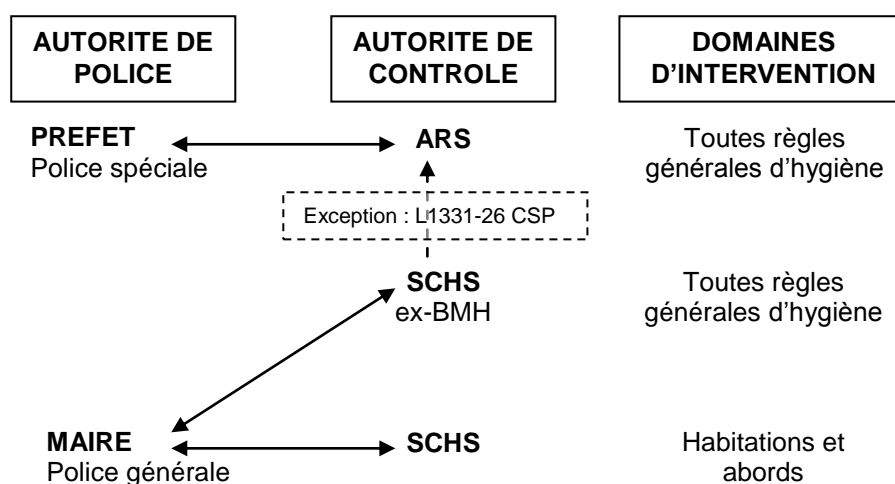 AUTORITE DE
POLICE
AUTORITE DE
CONTROLE
DOMAINES
D'INTERVENTION
PREFET
Police spéciale
ARS
Toutes règles
générales d'hygiène
Exception : L1331-26 CSP
SCHS
ex-BMH
Toutes règles
générales d'hygiène
MAIRE
Police générale
SCHS
Habitations et
abords